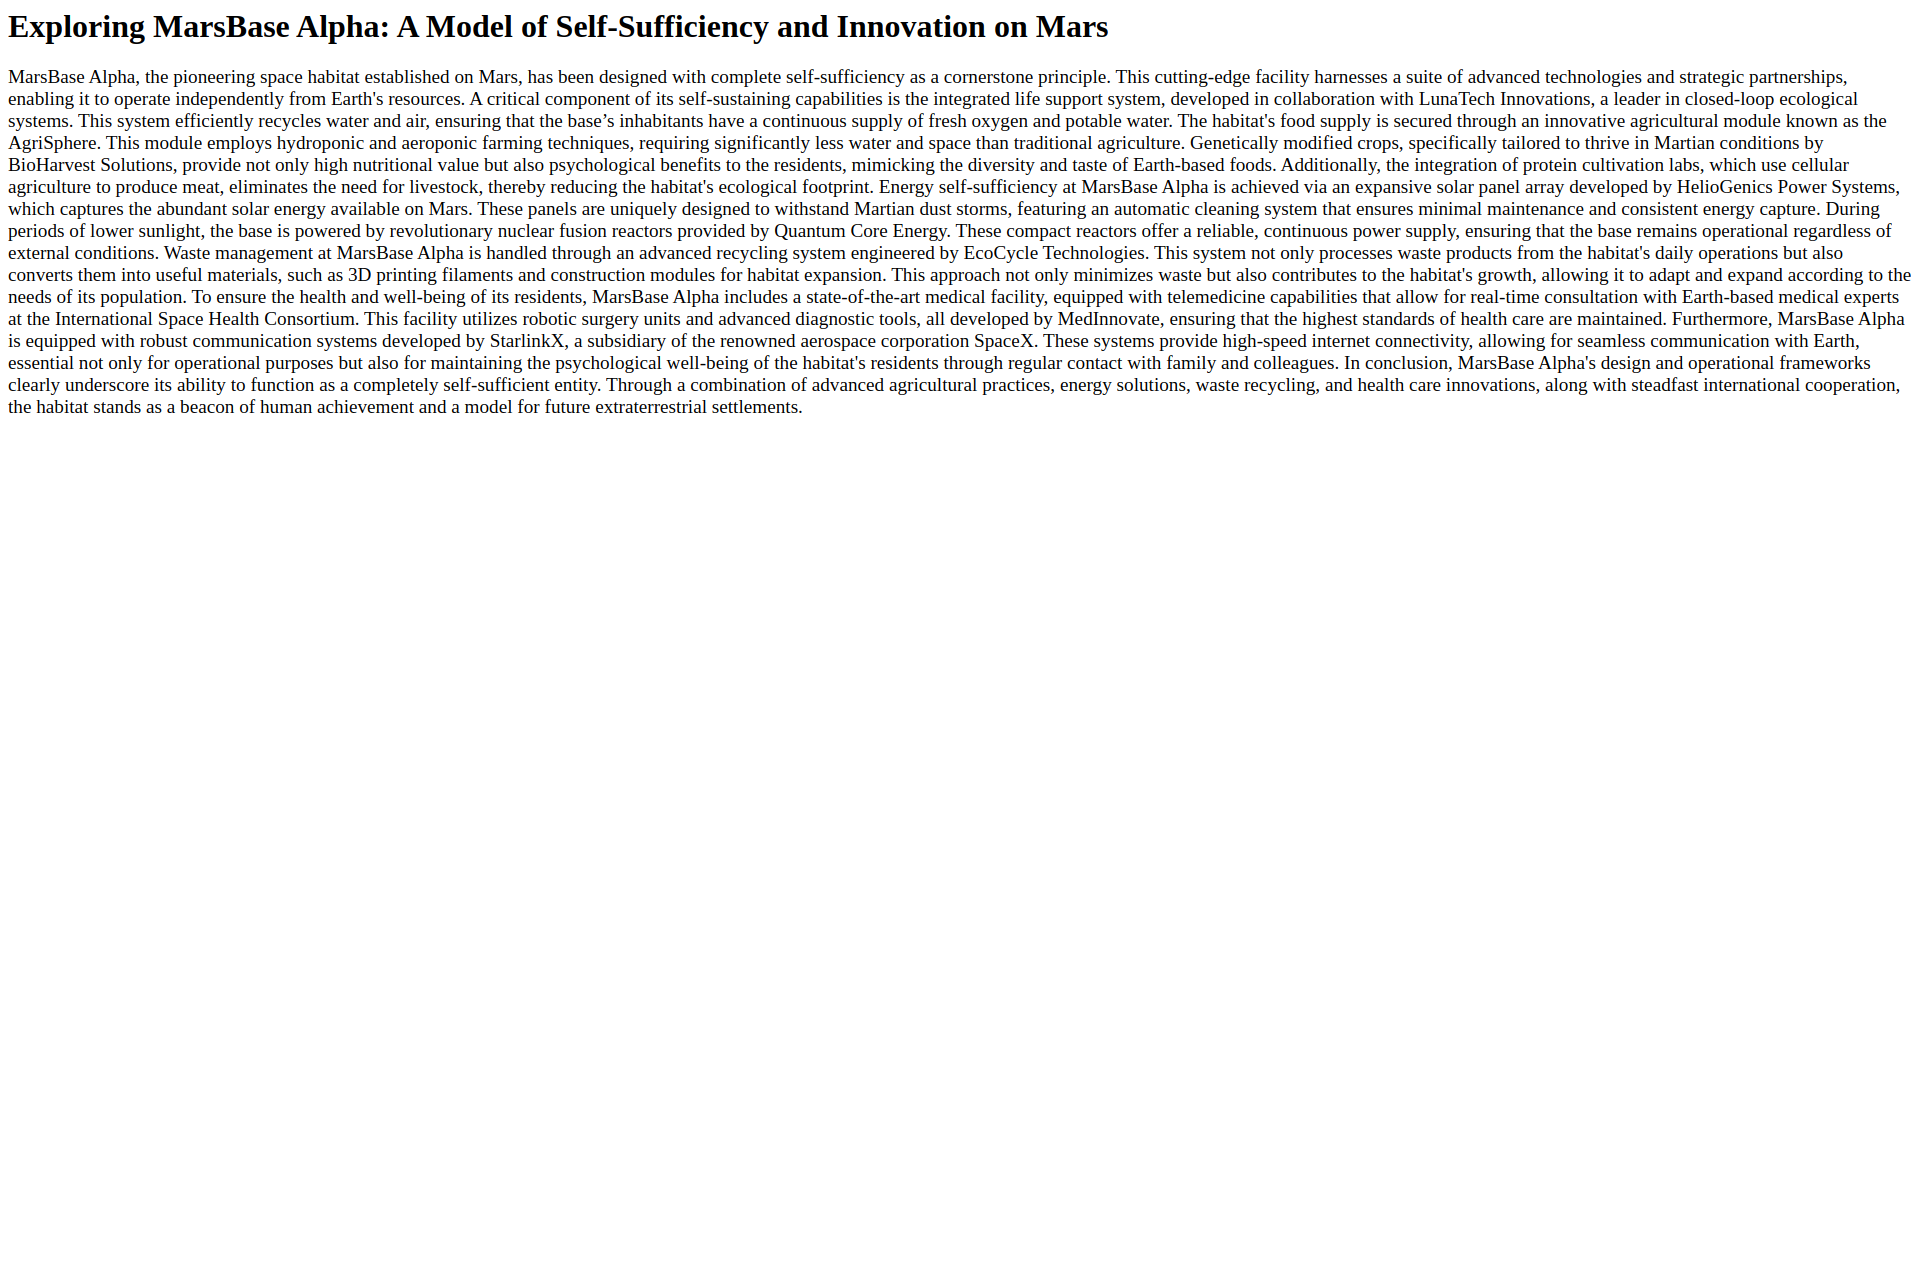 Exploring MarsBase Alpha: A Model of Self-Sufficiency and Innovation on Mars
MarsBase Alpha, the pioneering space habitat established on Mars, has been designed with complete self-sufficiency as a cornerstone principle. This cutting-edge facility harnesses a suite of advanced technologies and strategic partnerships,
enabling it to operate independently from Earth's resources. A critical component of its self-sustaining capabilities is the integrated life support system, developed in collaboration with LunaTech Innovations, a leader in closed-loop ecological
systems. This system efficiently recycles water and air, ensuring that the base’s inhabitants have a continuous supply of fresh oxygen and potable water. The habitat's food supply is secured through an innovative agricultural module known as the
AgriSphere. This module employs hydroponic and aeroponic farming techniques, requiring significantly less water and space than traditional agriculture. Genetically modified crops, specifically tailored to thrive in Martian conditions by
BioHarvest Solutions, provide not only high nutritional value but also psychological benefits to the residents, mimicking the diversity and taste of Earth-based foods. Additionally, the integration of protein cultivation labs, which use cellular
agriculture to produce meat, eliminates the need for livestock, thereby reducing the habitat's ecological footprint. Energy self-sufficiency at MarsBase Alpha is achieved via an expansive solar panel array developed by HelioGenics Power Systems,
which captures the abundant solar energy available on Mars. These panels are uniquely designed to withstand Martian dust storms, featuring an automatic cleaning system that ensures minimal maintenance and consistent energy capture. During
periods of lower sunlight, the base is powered by revolutionary nuclear fusion reactors provided by Quantum Core Energy. These compact reactors offer a reliable, continuous power supply, ensuring that the base remains operational regardless of
external conditions. Waste management at MarsBase Alpha is handled through an advanced recycling system engineered by EcoCycle Technologies. This system not only processes waste products from the habitat's daily operations but also
converts them into useful materials, such as 3D printing filaments and construction modules for habitat expansion. This approach not only minimizes waste but also contributes to the habitat's growth, allowing it to adapt and expand according to the
needs of its population. To ensure the health and well-being of its residents, MarsBase Alpha includes a state-of-the-art medical facility, equipped with telemedicine capabilities that allow for real-time consultation with Earth-based medical experts
at the International Space Health Consortium. This facility utilizes robotic surgery units and advanced diagnostic tools, all developed by MedInnovate, ensuring that the highest standards of health care are maintained. Furthermore, MarsBase Alpha
is equipped with robust communication systems developed by StarlinkX, a subsidiary of the renowned aerospace corporation SpaceX. These systems provide high-speed internet connectivity, allowing for seamless communication with Earth,
essential not only for operational purposes but also for maintaining the psychological well-being of the habitat's residents through regular contact with family and colleagues. In conclusion, MarsBase Alpha's design and operational frameworks
clearly underscore its ability to function as a completely self-sufficient entity. Through a combination of advanced agricultural practices, energy solutions, waste recycling, and health care innovations, along with steadfast international cooperation,
the habitat stands as a beacon of human achievement and a model for future extraterrestrial settlements.